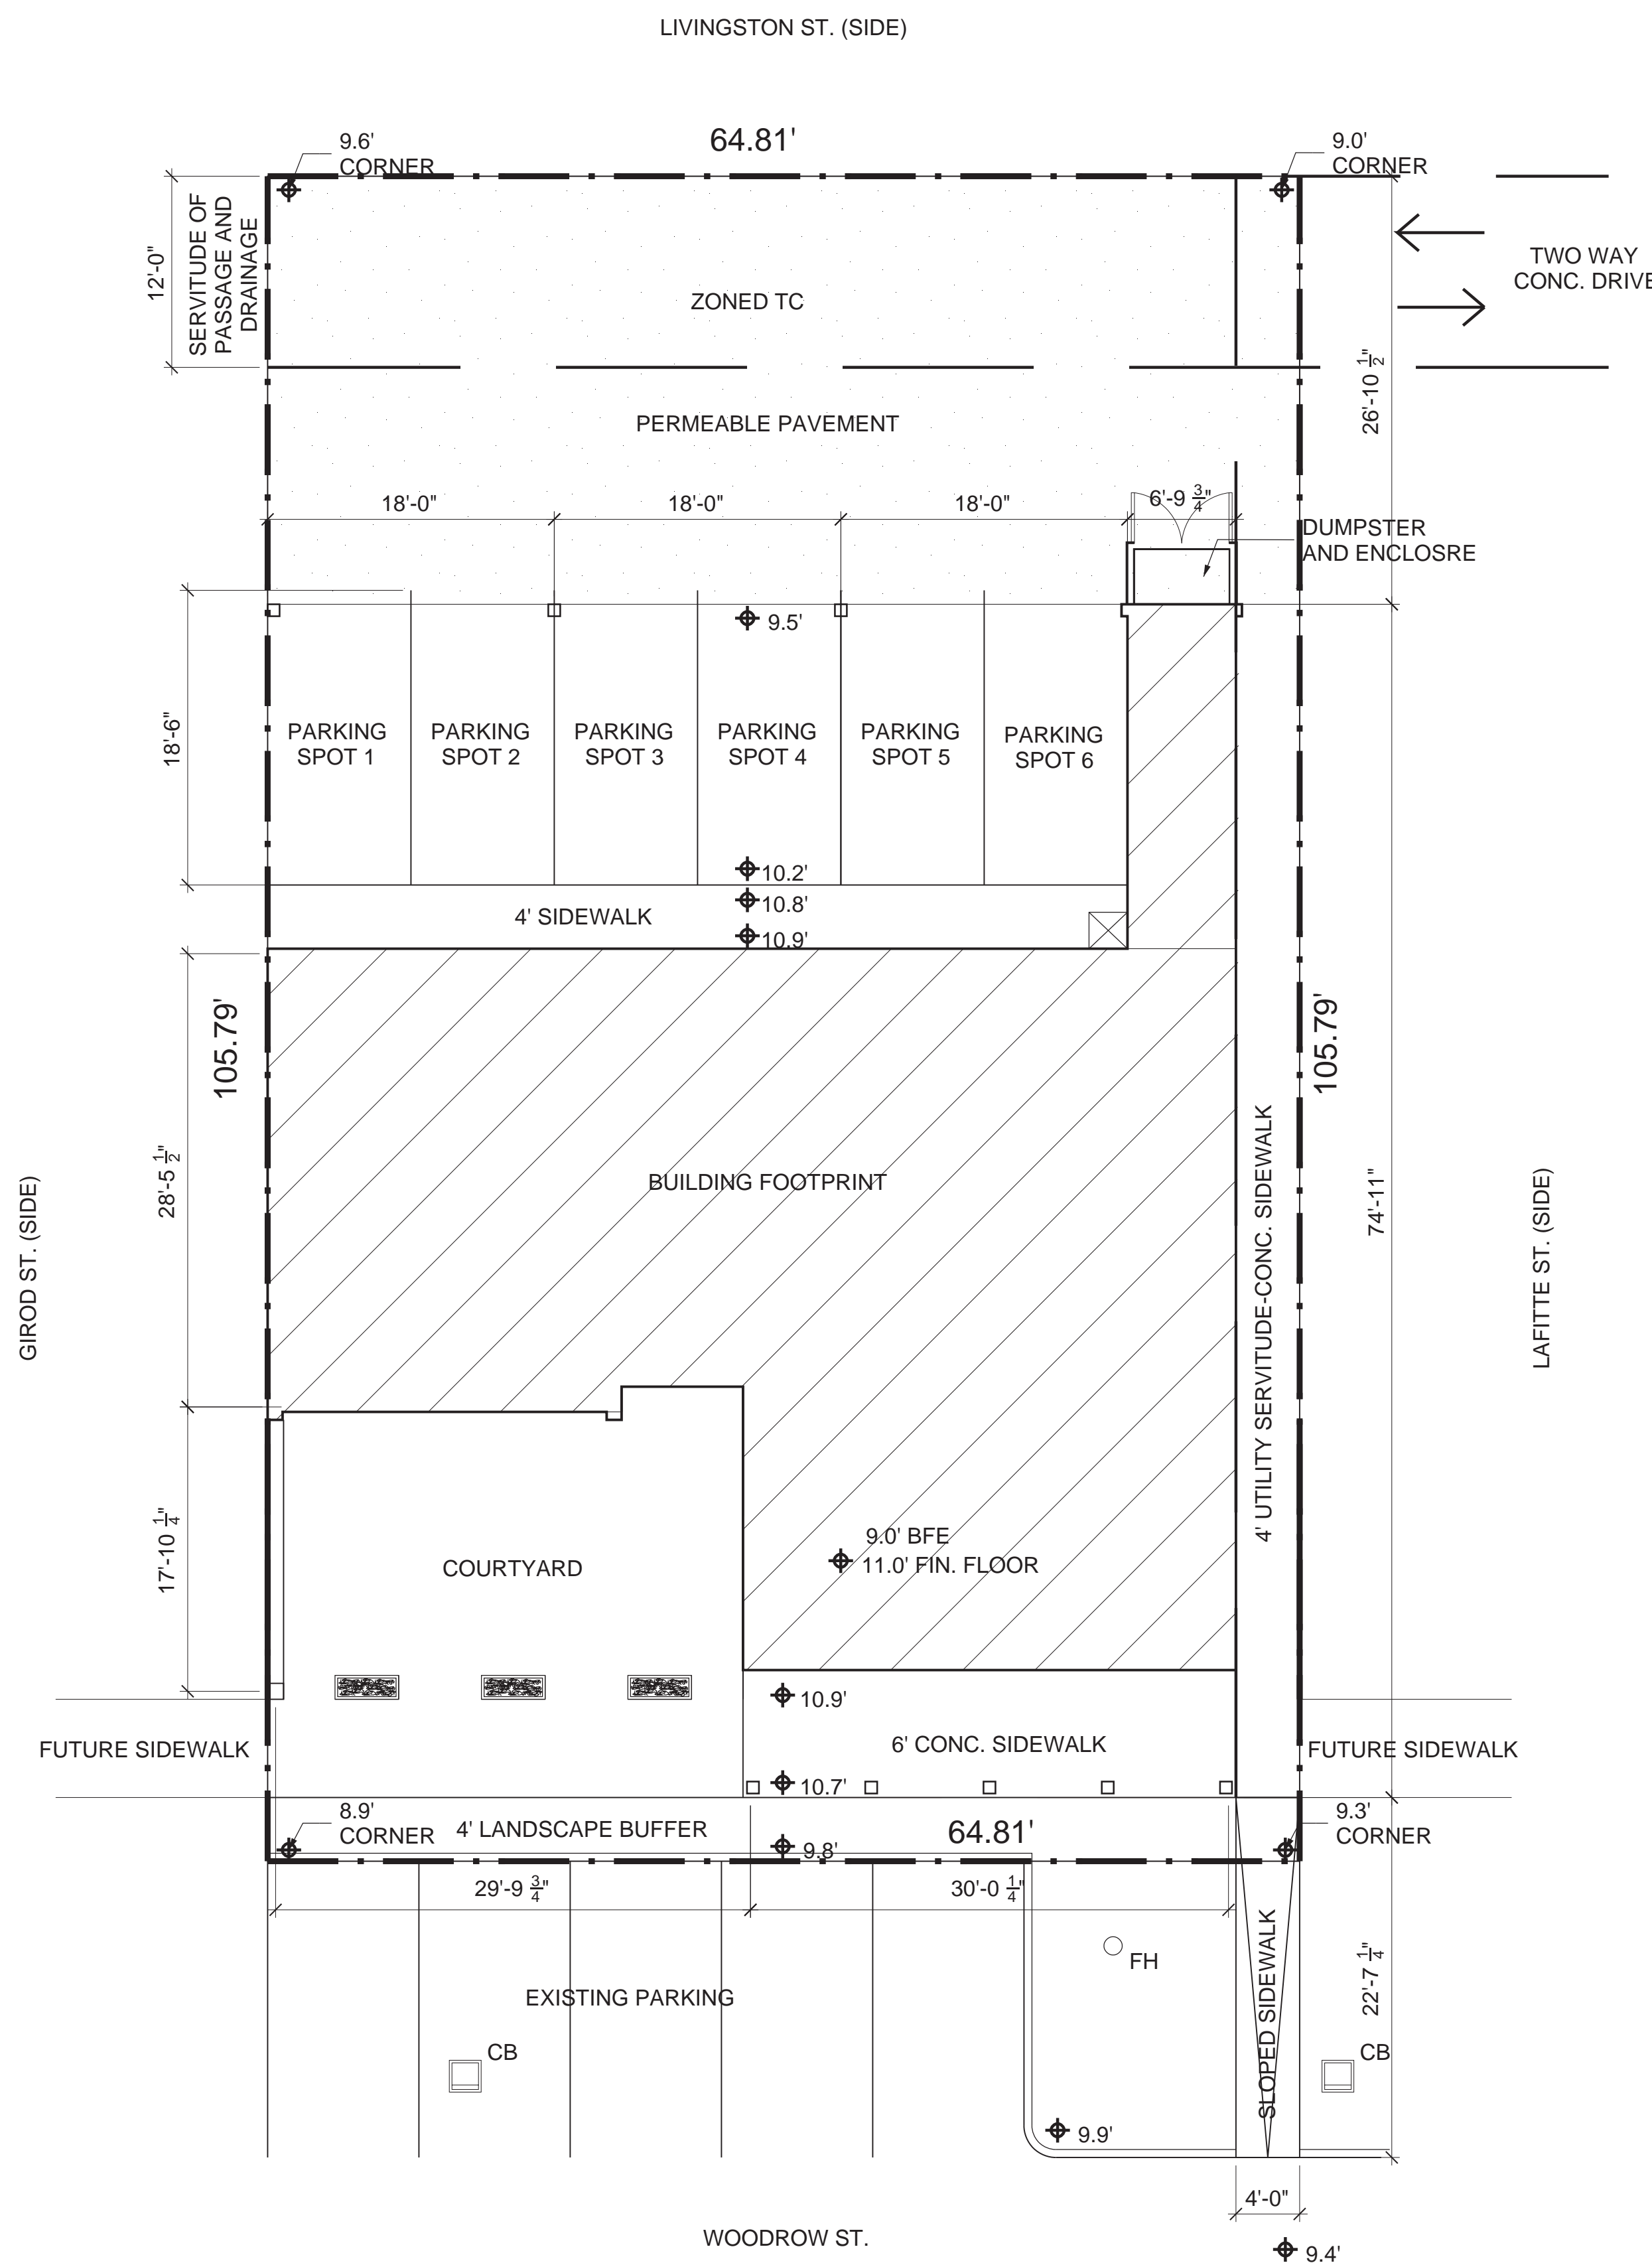 LIVINGSTON ST. (SIDE)
64.81'
9.6'
CORNER
9.0'
CORNER
12'-0"
SERVITUDE OF
PASSAGE AND
DRAINAGE
ZONED TC
TWO WAY
CONC. DRIVE
26'-10 1/2"
PERMEABLE PAVEMENT
18'-0"
18'-0"
18'-0"
6'-9 3/4"
DUMPSTER
AND ENCLOSRE
9.5'
18'-6"
PARKING
SPOT 1
PARKING
SPOT 2
PARKING
SPOT 3
PARKING
SPOT 4
PARKING
SPOT 5
PARKING
SPOT 6
10.2'
10.8'
4' SIDEWALK
10.9'
105.79'
105.79'
28'-5 1/2"
BUILDING FOOTPRINT
GIROD ST. (SIDE)
74'-11"
LAFITTE ST. (SIDE)
4' UTILITY SERVITUDE-CONC. SIDEWALK
17'-10 1/4"
COURTYARD
9.0' BFE
11.0' FIN. FLOOR
10.9'
FUTURE SIDEWALK
6' CONC. SIDEWALK
FUTURE SIDEWALK
10.7'
8.9'
CORNER
4' LANDSCAPE BUFFER
64.81'
9.3'
CORNER
9.8'
29'-9 3/4"
30'-0 1/4"
FH
EXISTING PARKING
22'-7 1/4"
SLOPED SIDEWALK
CB
CB
9.9'
4'-0"
WOODROW ST.
9.4'